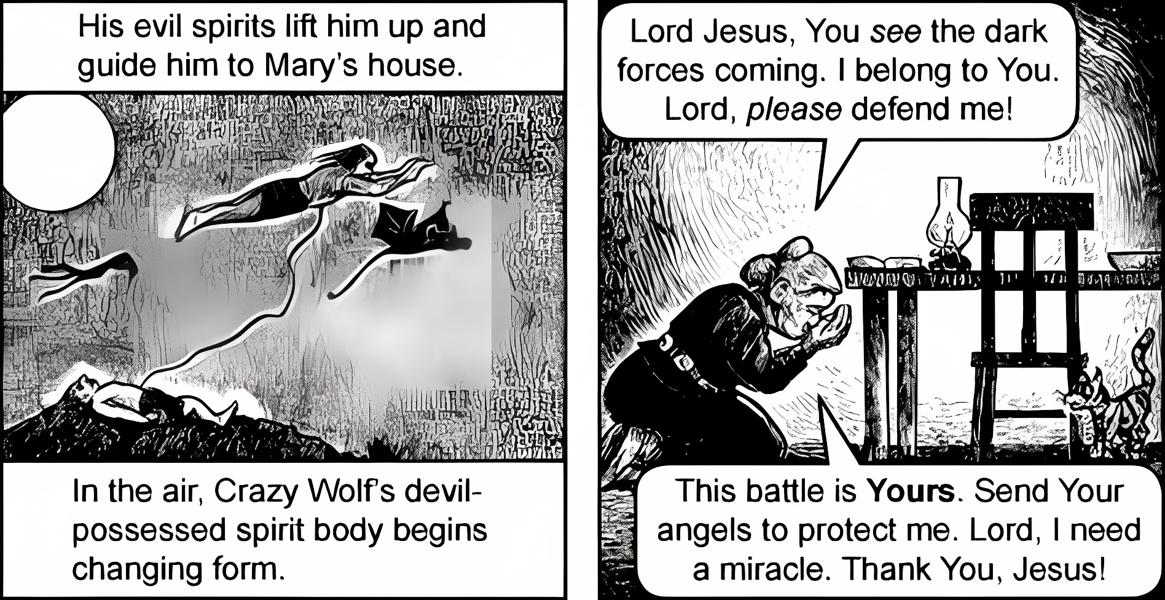 His evil spirits lift him up and
guide him to Mary's house.
In the air, Crazy Wolf's devil-
possessed spirit body begins
changing form.
Lord Jesus, You see the dark
forces coming. I belong to You.
Lord, please defend me!
This battle is Yours. Send Your
angels to protect me. Lord, I need
a miracle. Thank You, Jesus!